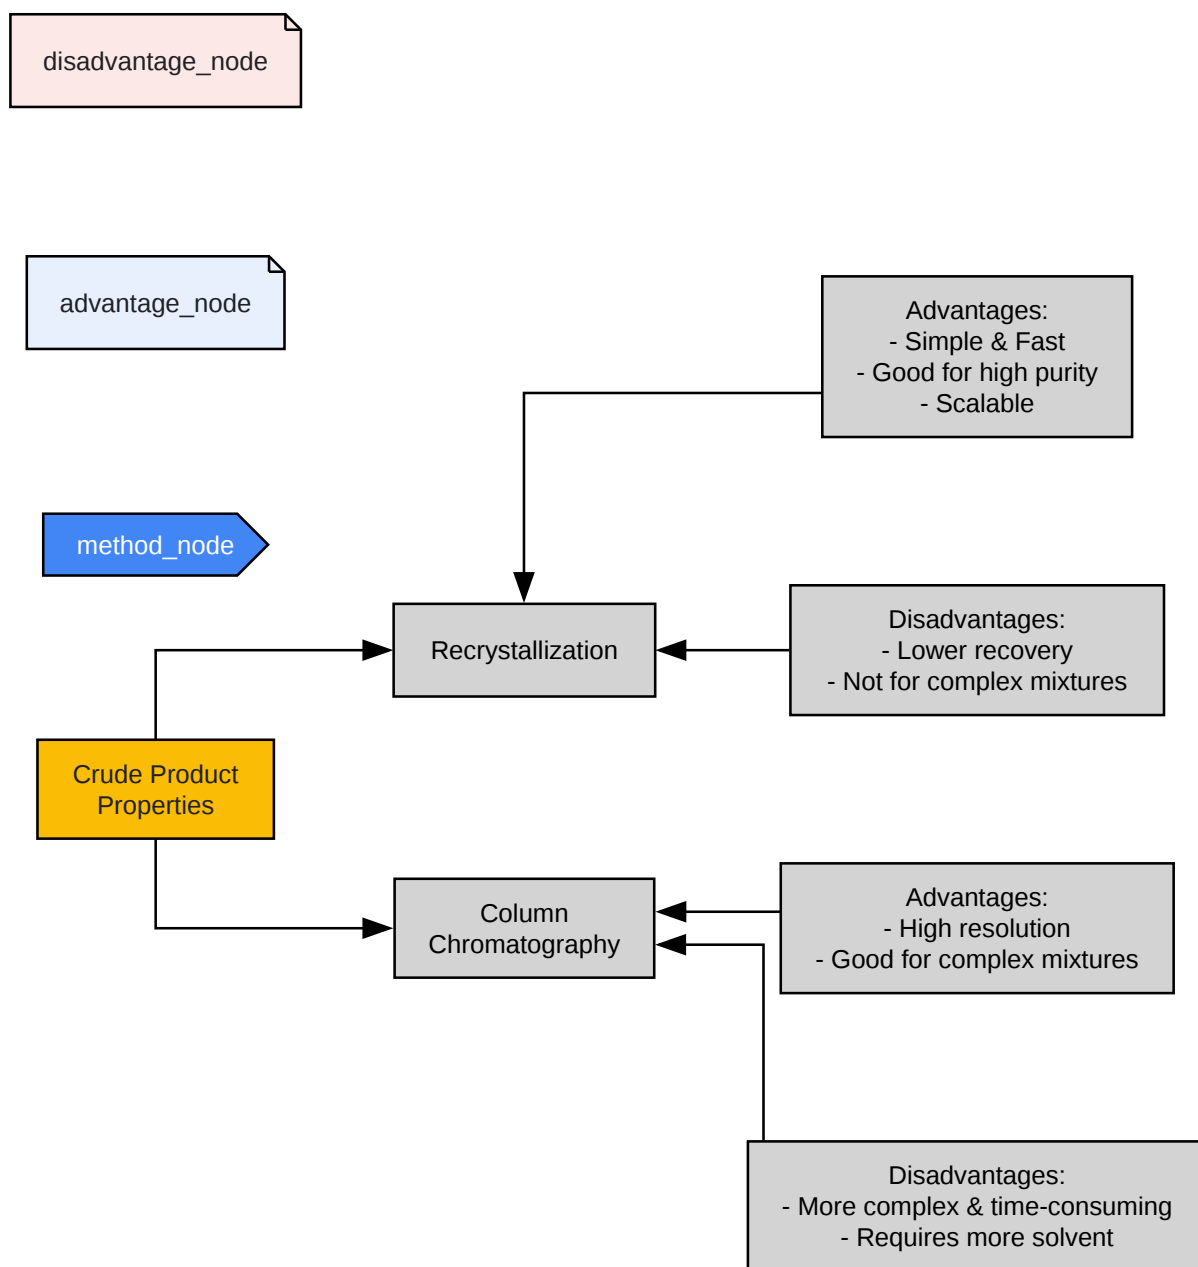 disadvantage_node
advantage_node
Advantages:
- Simple & Fast
- Good for high purity
- Scalable
method_node
Recrystallization
Disadvantages:
- Lower recovery
- Not for complex mixtures
Crude Product
Properties
Column
Chromatography
Advantages:
- High resolution
- Good for complex mixtures
Disadvantages:
- More complex & time-consuming
- Requires more solvent